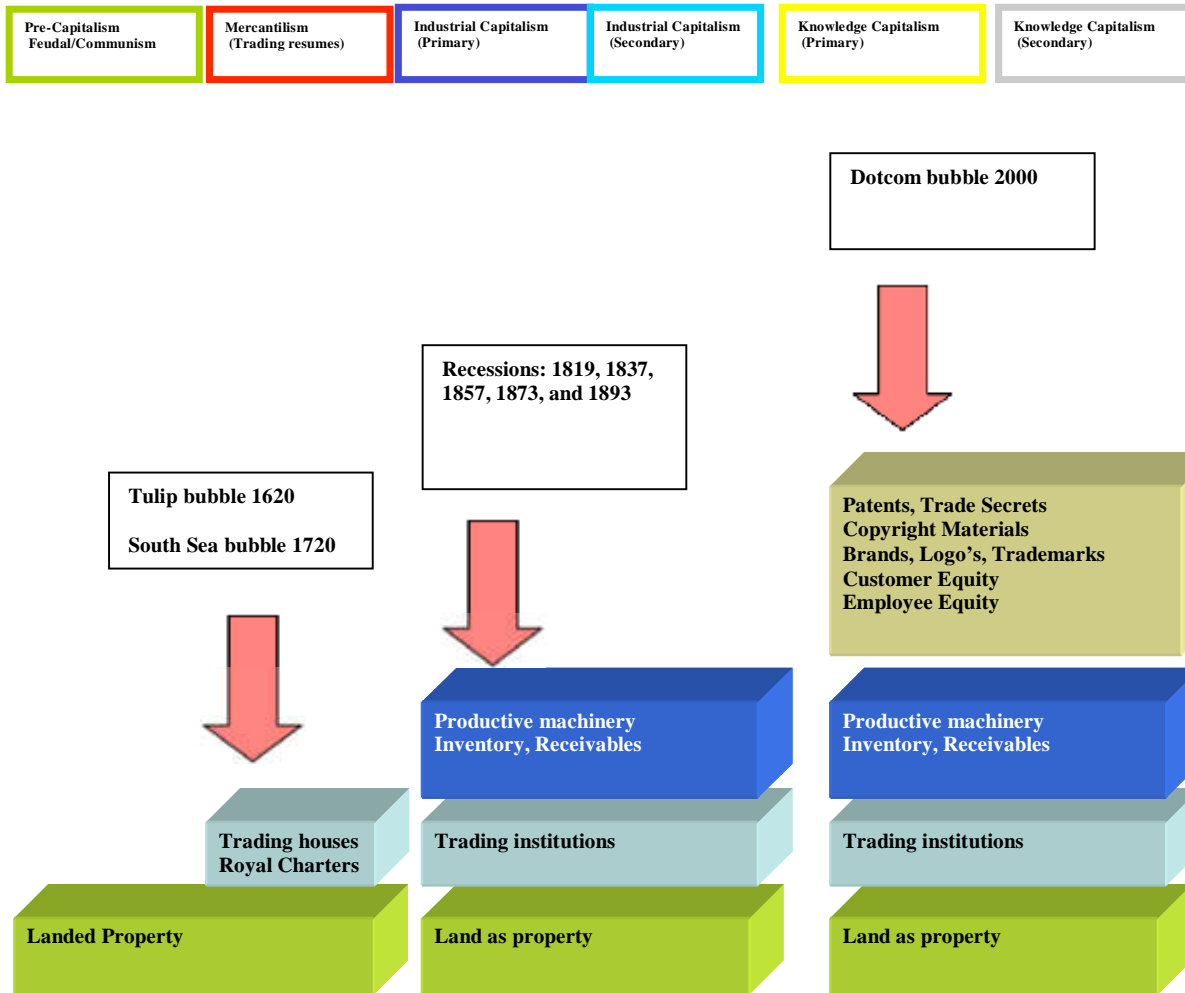 Pre-Capitalism
Feudal/Communism
Mercantilism
(Trading resumes)
Industrial Capitalism
(Primary)
Industrial Capitalism
(Secondary)
Knowledge Capitalism
(Primary)
Knowledge Capitalism
(Secondary)
Dotcom bubble 2000
Recessions: 1819, 1837,
1857, 1873, and 1893
Tulip bubble 1620
South Sea bubble 1720
Patents, Trade Secrets
Copyright Materials
Brands, Logo's, Trademarks
Customer Equity
Employee Equity
Productive machinery
Inventory, Receivables
Productive machinery
Inventory, Receivables
Trading houses
Royal Charters
Trading institutions
Trading institutions
Landed Property
Land as property
Land as property